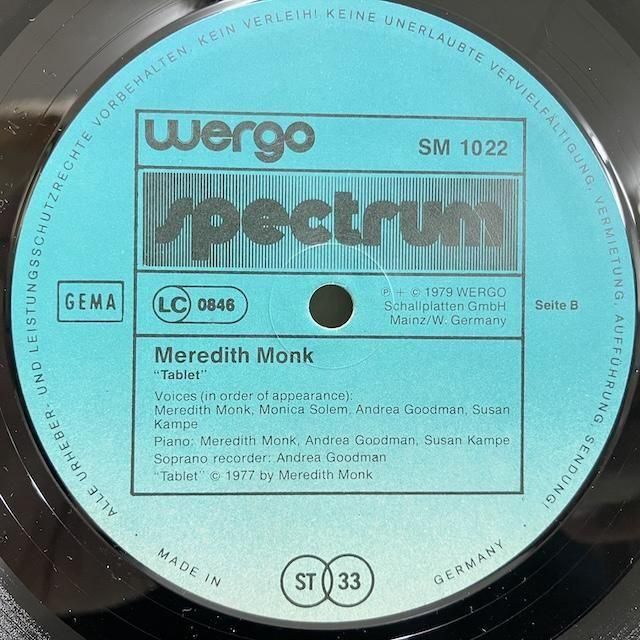 ALLE URHEBER- UND LEISTUNGSSCHUTZRECHTE VORBEHALTEN. KEIN VERLEIH! KEINE UNERLAUBTE VERVIELFÄLTIGUNG, VERMIETUNG, AUFFÜHRUNG, SENDUNG!
wergo
SM 1022
spectrum
GEMA
LC 0846
℗ + © 1979 WERGO
Schallplatten GmbH
Mainz/W. Germany
Seite B
Meredith Monk
"Tablet"
Voices (in order of appearance):
Meredith Monk, Monica Solem, Andrea Goodman, Susan
Kampe
Piano: Meredith Monk, Andrea Goodman, Susan Kampe
Soprano recorder: Andrea Goodman
"Tablet" © 1977 by Meredith Monk
MADE IN
ST 33
GERMANY